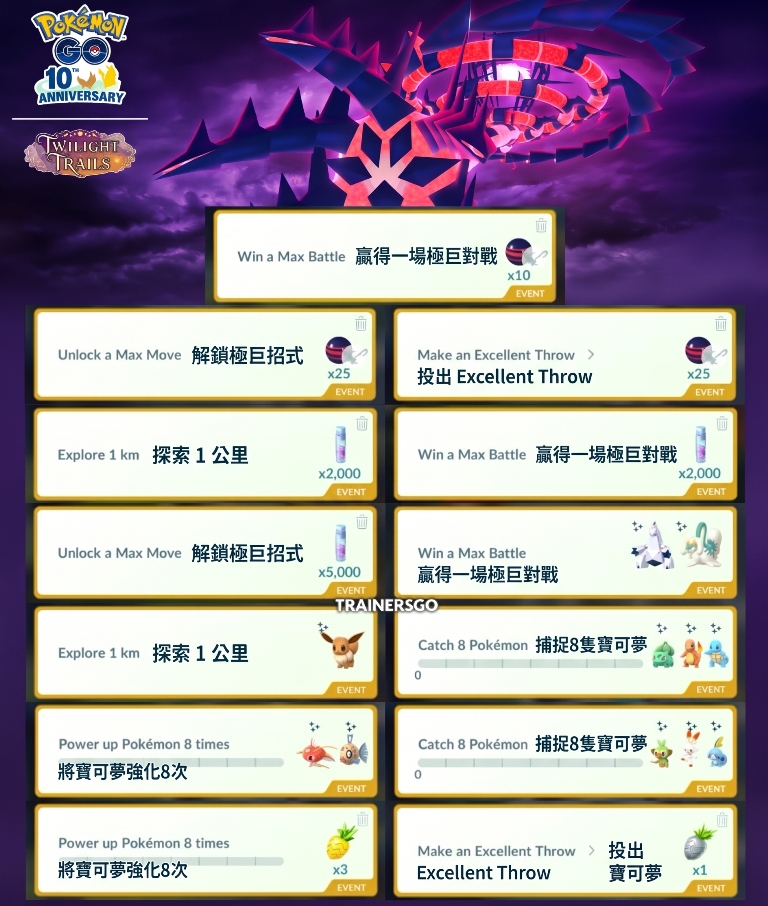 Pokémon
GO
10TH
ANNIVERSARY
TWILIGHT
TRAILS
Win a Max Battle 贏得一場極巨對戰
x10
EVENT
Unlock a Max Move 解鎖極巨招式
x25
EVENT
Make an Excellent Throw >
投出 Excellent Throw
x25
EVENT
Explore 1 km 探索 1 公里
x2,000
EVENT
Win a Max Battle 贏得一場極巨對戰
x2,000
EVENT
Unlock a Max Move 解鎖極巨招式
x5,000
EVENT
Win a Max Battle
贏得一場極巨對戰
EVENT
TRAINERSGO
Explore 1 km 探索 1 公里
EVENT
Catch 8 Pokémon 捕捉8隻寶可夢
0
EVENT
Power up Pokémon 8 times
將寶可夢強化8次
EVENT
Catch 8 Pokémon 捕捉8隻寶可夢
0
EVENT
Power up Pokémon 8 times
將寶可夢強化8次
x3
EVENT
Make an Excellent Throw > 投出
Excellent Throw 寶可夢
x1
EVENT